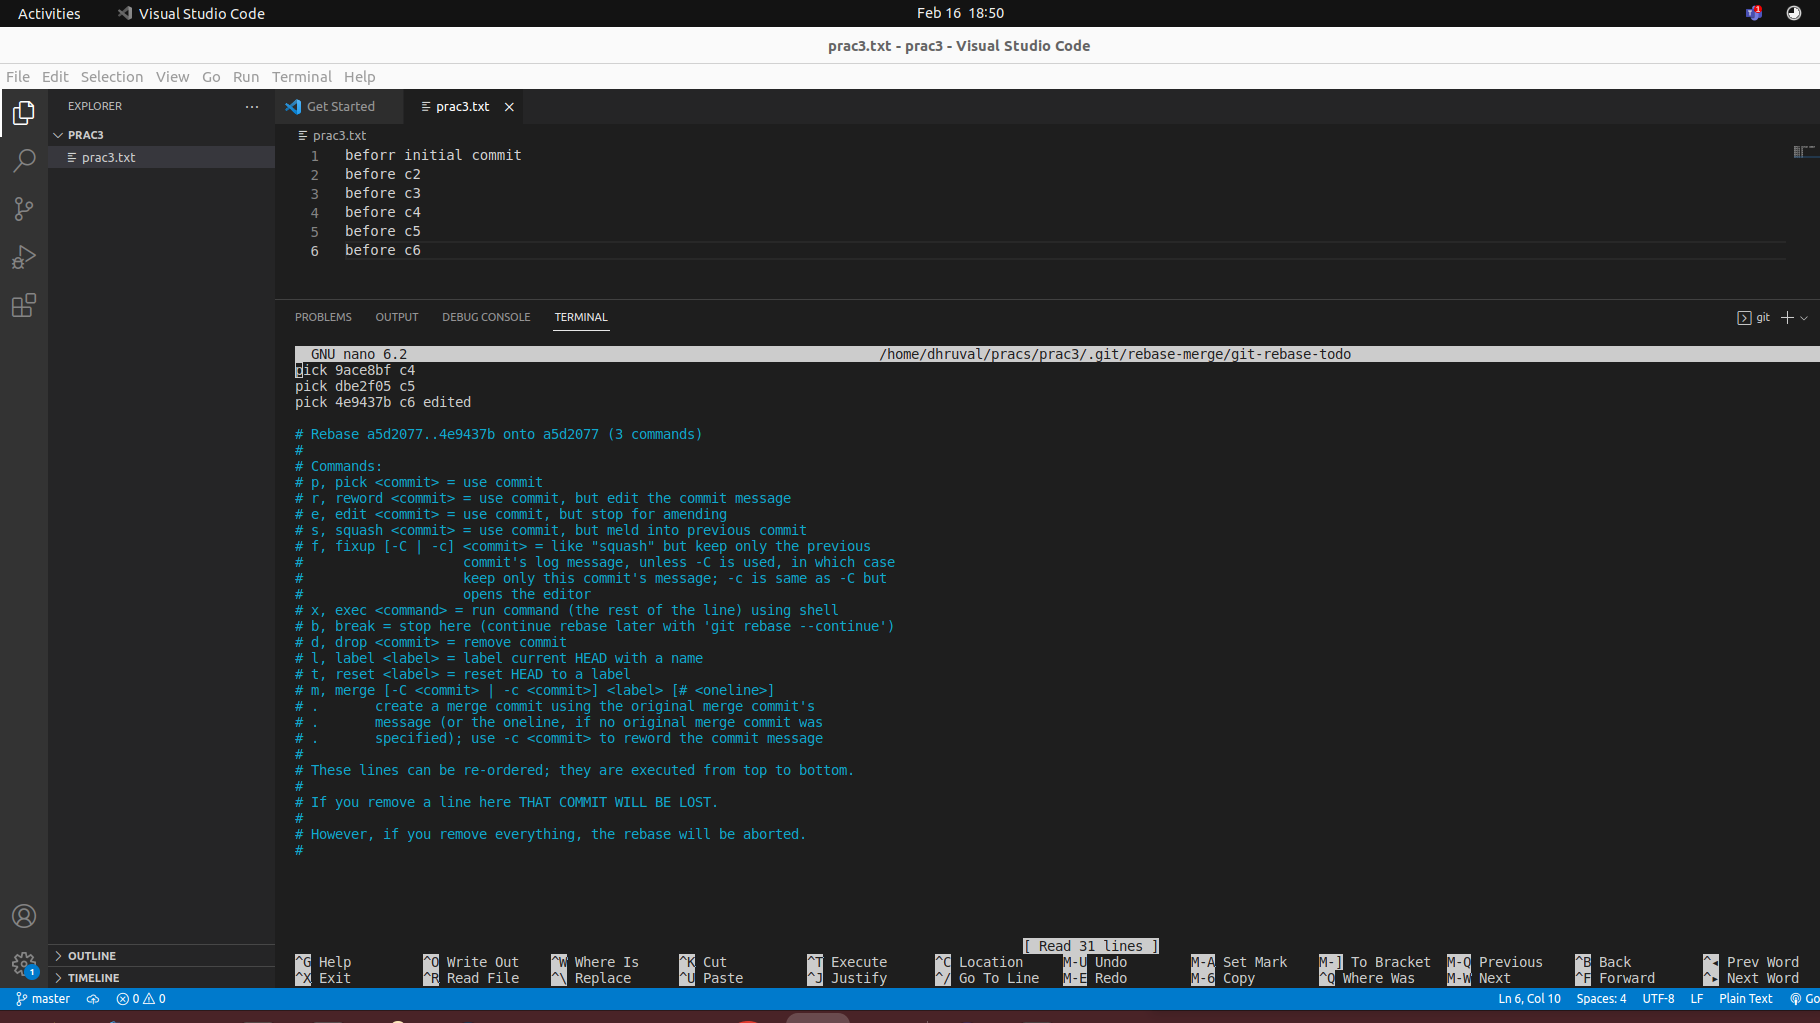 Activities Visual Studio Code Feb 16 18:50 1
prac3.txt - prac3 - Visual Studio Code
File Edit Selection View Go Run Terminal Help
EXPLORER ...
PRAC3
prac3.txt
OUTLINE
TIMELINE
1
Get Started prac3.txt
prac3.txt
1 beforr initial commit
2 before c2
3 before c3
4 before c4
5 before c5
6 before c6
PROBLEMS OUTPUT DEBUG CONSOLE TERMINAL git
GNU nano 6.2 /home/dhruval/pracs/prac3/.git/rebase-merge/git-rebase-todo
pick 9ace8bf c4
pick dbe2f05 c5
pick 4e9437b c6 edited
# Rebase a5d2077..4e9437b onto a5d2077 (3 commands)
#
# Commands:
# p, pick <commit> = use commit
# r, reword <commit> = use commit, but edit the commit message
# e, edit <commit> = use commit, but stop for amending
# s, squash <commit> = use commit, but meld into previous commit
# f, fixup [-C | -c] <commit> = like "squash" but keep only the previous
# commit's log message, unless -C is used, in which case
# keep only this commit's message; -c is same as -C but
# opens the editor
# x, exec <command> = run command (the rest of the line) using shell
# b, break = stop here (continue rebase later with 'git rebase --continue')
# d, drop <commit> = remove commit
# l, label <label> = label current HEAD with a name
# t, reset <label> = reset HEAD to a label
# m, merge [-C <commit> | -c <commit>] <label> [# <oneline>]
# . create a merge commit using the original merge commit's
# . message (or the oneline, if no original merge commit was
# . specified); use -c <commit> to reword the commit message
#
# These lines can be re-ordered; they are executed from top to bottom.
#
# If you remove a line here THAT COMMIT WILL BE LOST.
#
# However, if you remove everything, the rebase will be aborted.
#
[ Read 31 lines ]
^G Help ^O Write Out ^W Where Is ^K Cut ^T Execute ^C Location M-U Undo M-A Set Mark M-] To Bracket M-Q Previous ^B Back ^◂ Prev Word
^X Exit ^R Read File ^\ Replace ^U Paste ^J Justify ^/ Go To Line M-E Redo M-6 Copy ^Q Where Was M-W Next ^F Forward ^▸ Next Word
master 0 0 Ln 6, Col 10 Spaces: 4 UTF-8 LF Plain Text Go